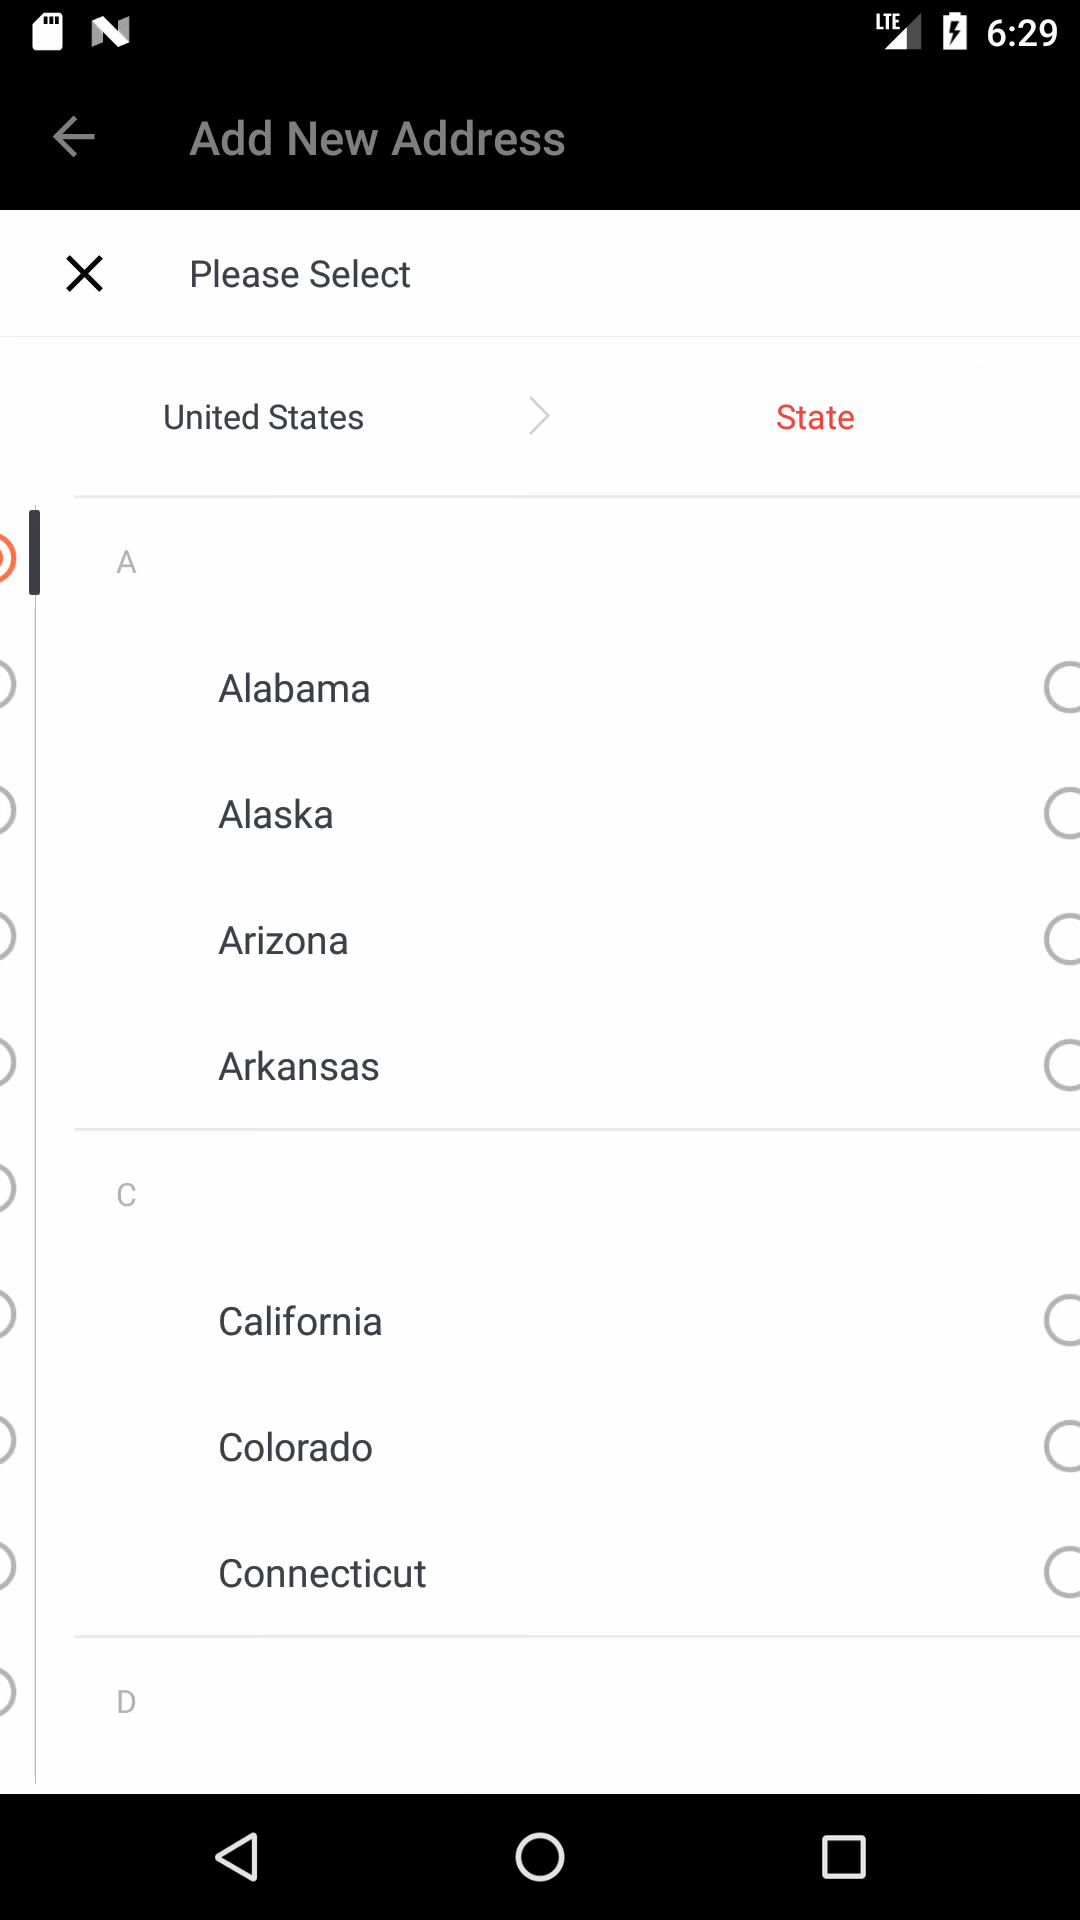 LTE 6:29
Add New Address
Please Select
United States State
A
Alabama
Alaska
Arizona
Arkansas
C
California
Colorado
Connecticut
D